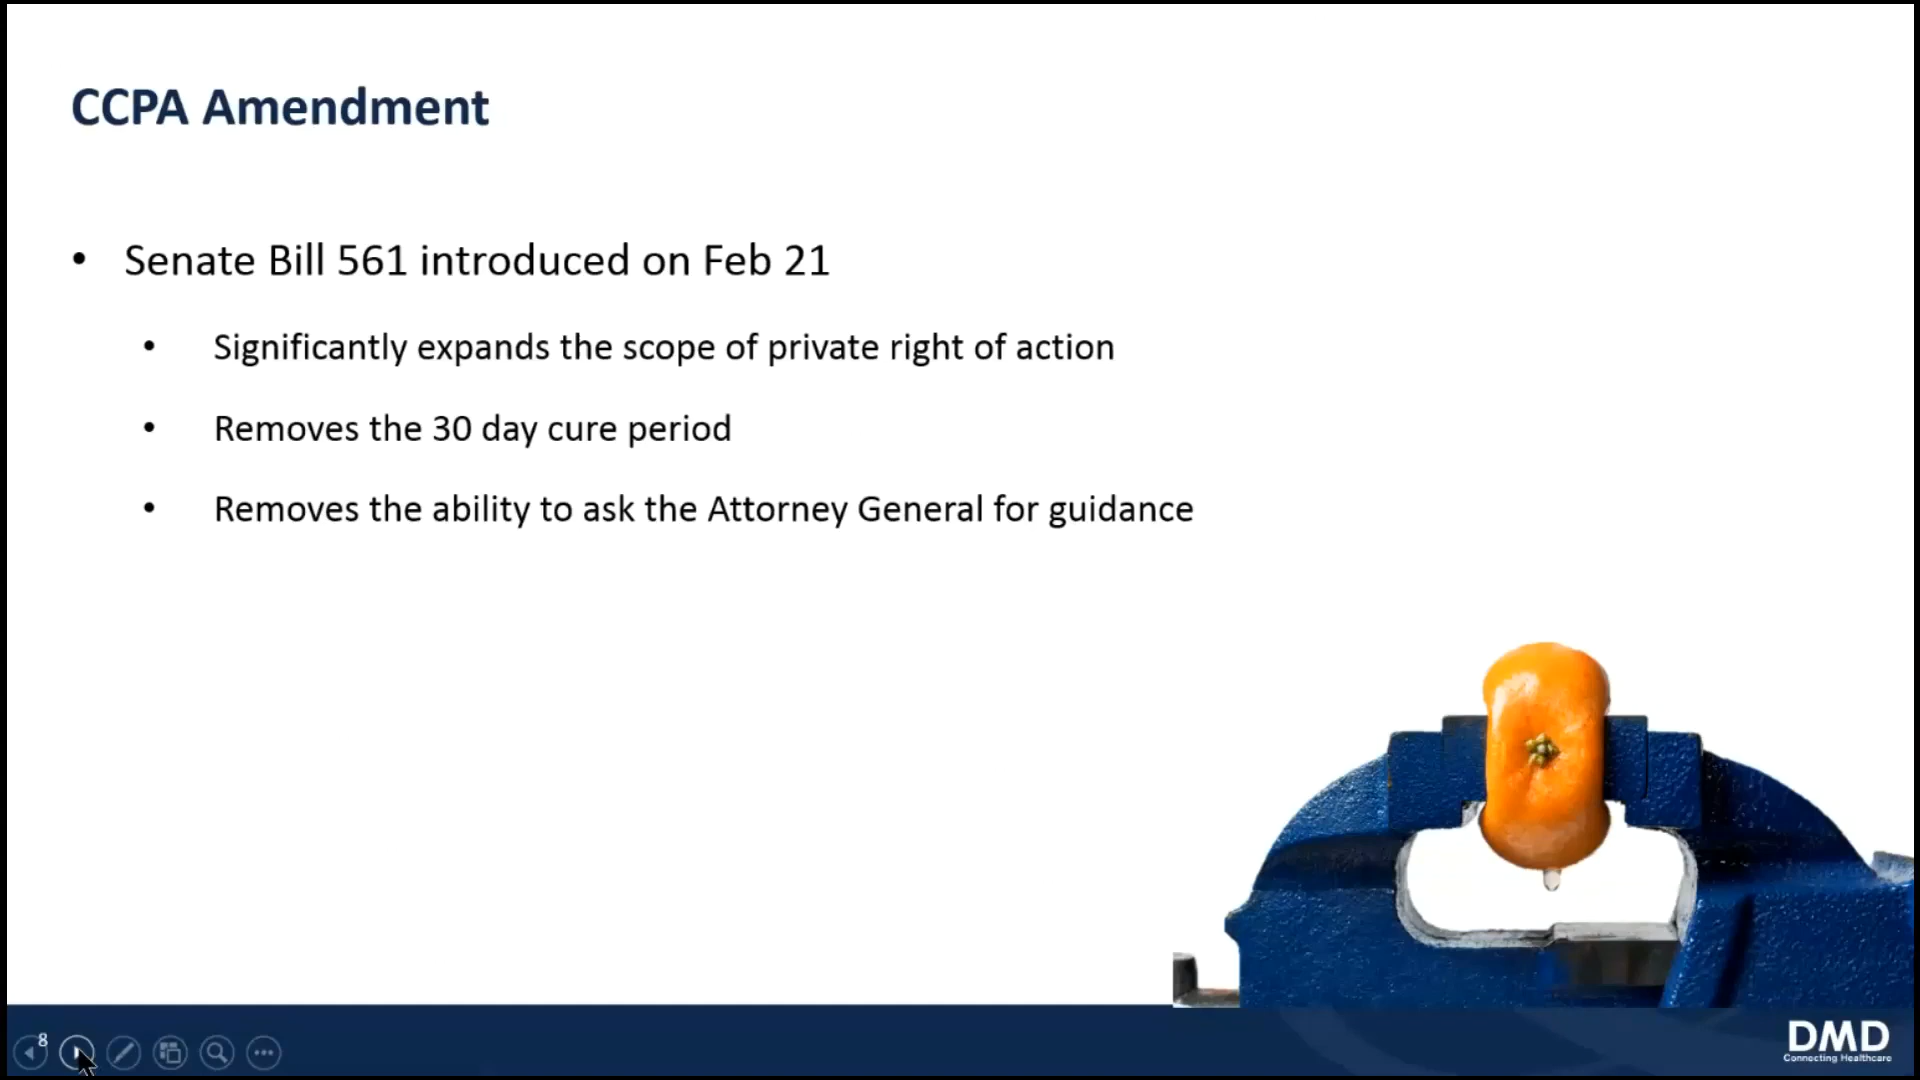 CCPA Amendment
• Senate Bill 561 introduced on Feb 21
• Significantly expands the scope of private right of action
• Removes the 30 day cure period
• Removes the ability to ask the Attorney General for guidance
8
DMD
Connecting Healthcare